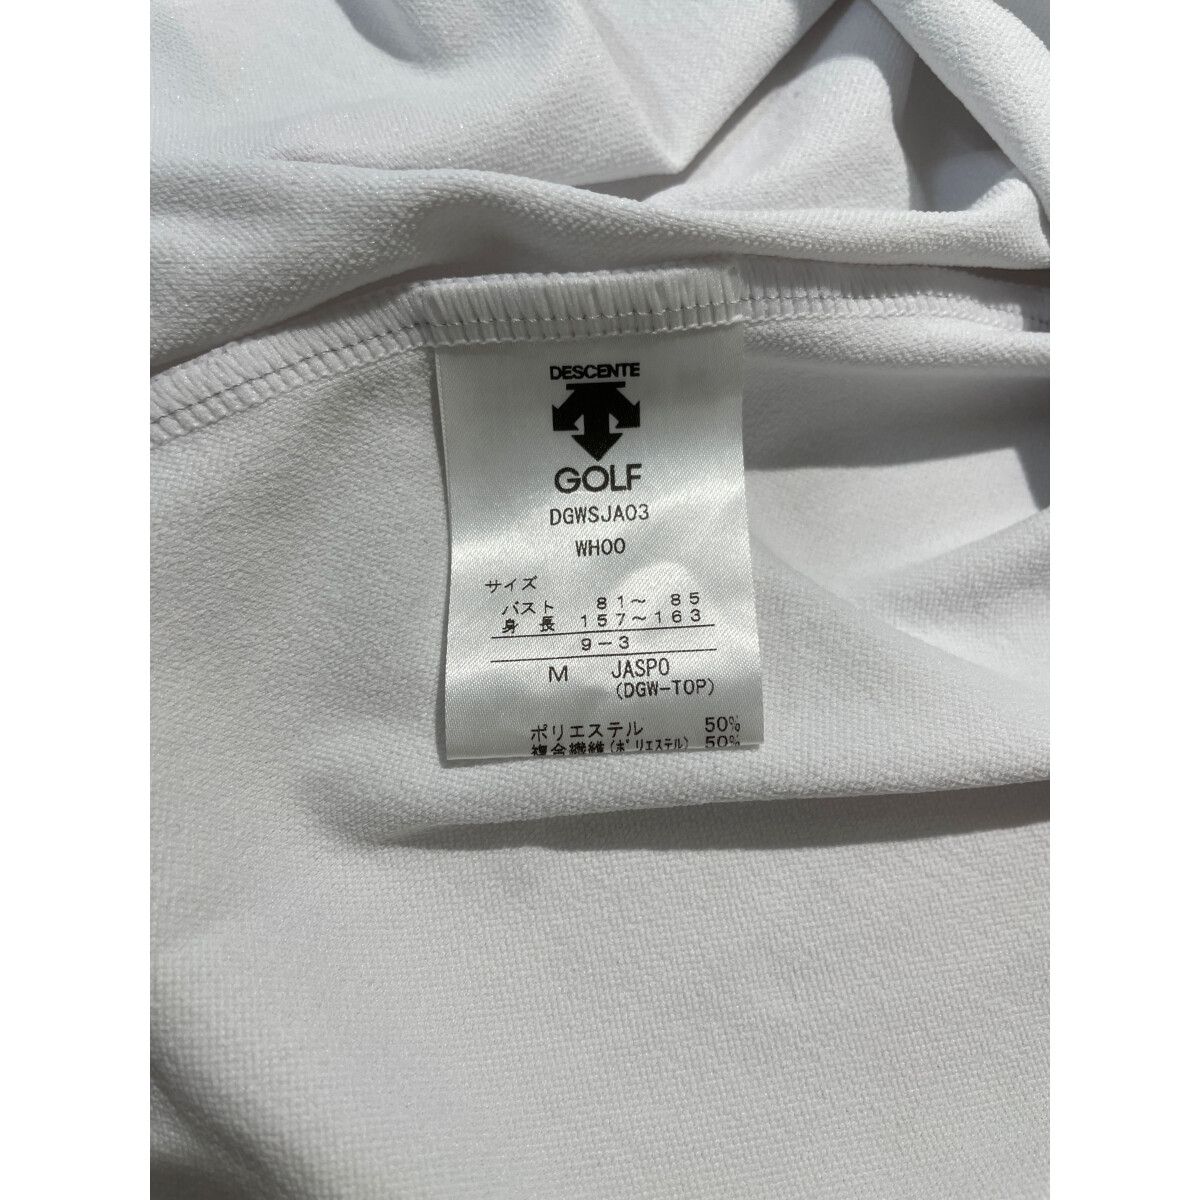 DESCENTE
GOLF
DGWSJA03
WH00
サイズ
バスト 81～ 85
身長 157～163
9-3
M JASPO
(DGW-TOP)
ポリエステル 50%
複合繊維(ﾎﾟﾘｴｽﾃﾙ) 50%